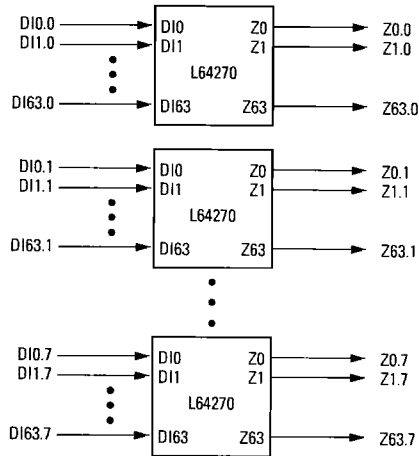 DI0.0 DI0 Z0 Z0.0
DI1.0 DI1 Z1 Z1.0
L64270
DI63.0 DI63 Z63 Z63.0
DI0.1 DI0 Z0 Z0.1
DI1.1 DI1 Z1 Z1.1
L64270
DI63.1 DI63 Z63 Z63.1
DI0.7 DI0 Z0 Z0.7
DI1.7 DI1 Z1 Z1.7
L64270
DI63.7 DI63 Z63 Z63.7